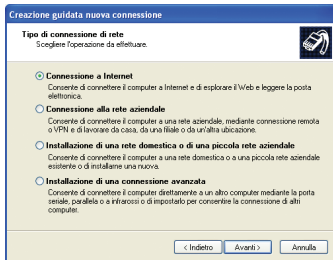 Creazione guidata nuova connessione
Tipo di connessione di rete
Scegliere l'operazione da effettuare.
Connessione a Internet
Consente di connettere il computer a Internet e di esplorare il Web e leggere la posta
elettronica.
Connessione alla rete aziendale
Consente di connettere il computer a una rete aziendale, mediante connessione remota
o VPN e di lavorare da casa, da una filiale o da un'altra ubicazione.
Installazione di una rete domestica o di una piccola rete aziendale
Consente di connettere il computer a una rete domestica o a una piccola rete aziendale
esistente o di installarne una nuova.
Installazione di una connessione avanzata
Consente di connettere il computer direttamente a un altro computer mediante la porta
seriale, parallela o a infrarossi o di impostarlo per consentire la connessione di altri
computer.
< Indietro
Avanti >
Annulla